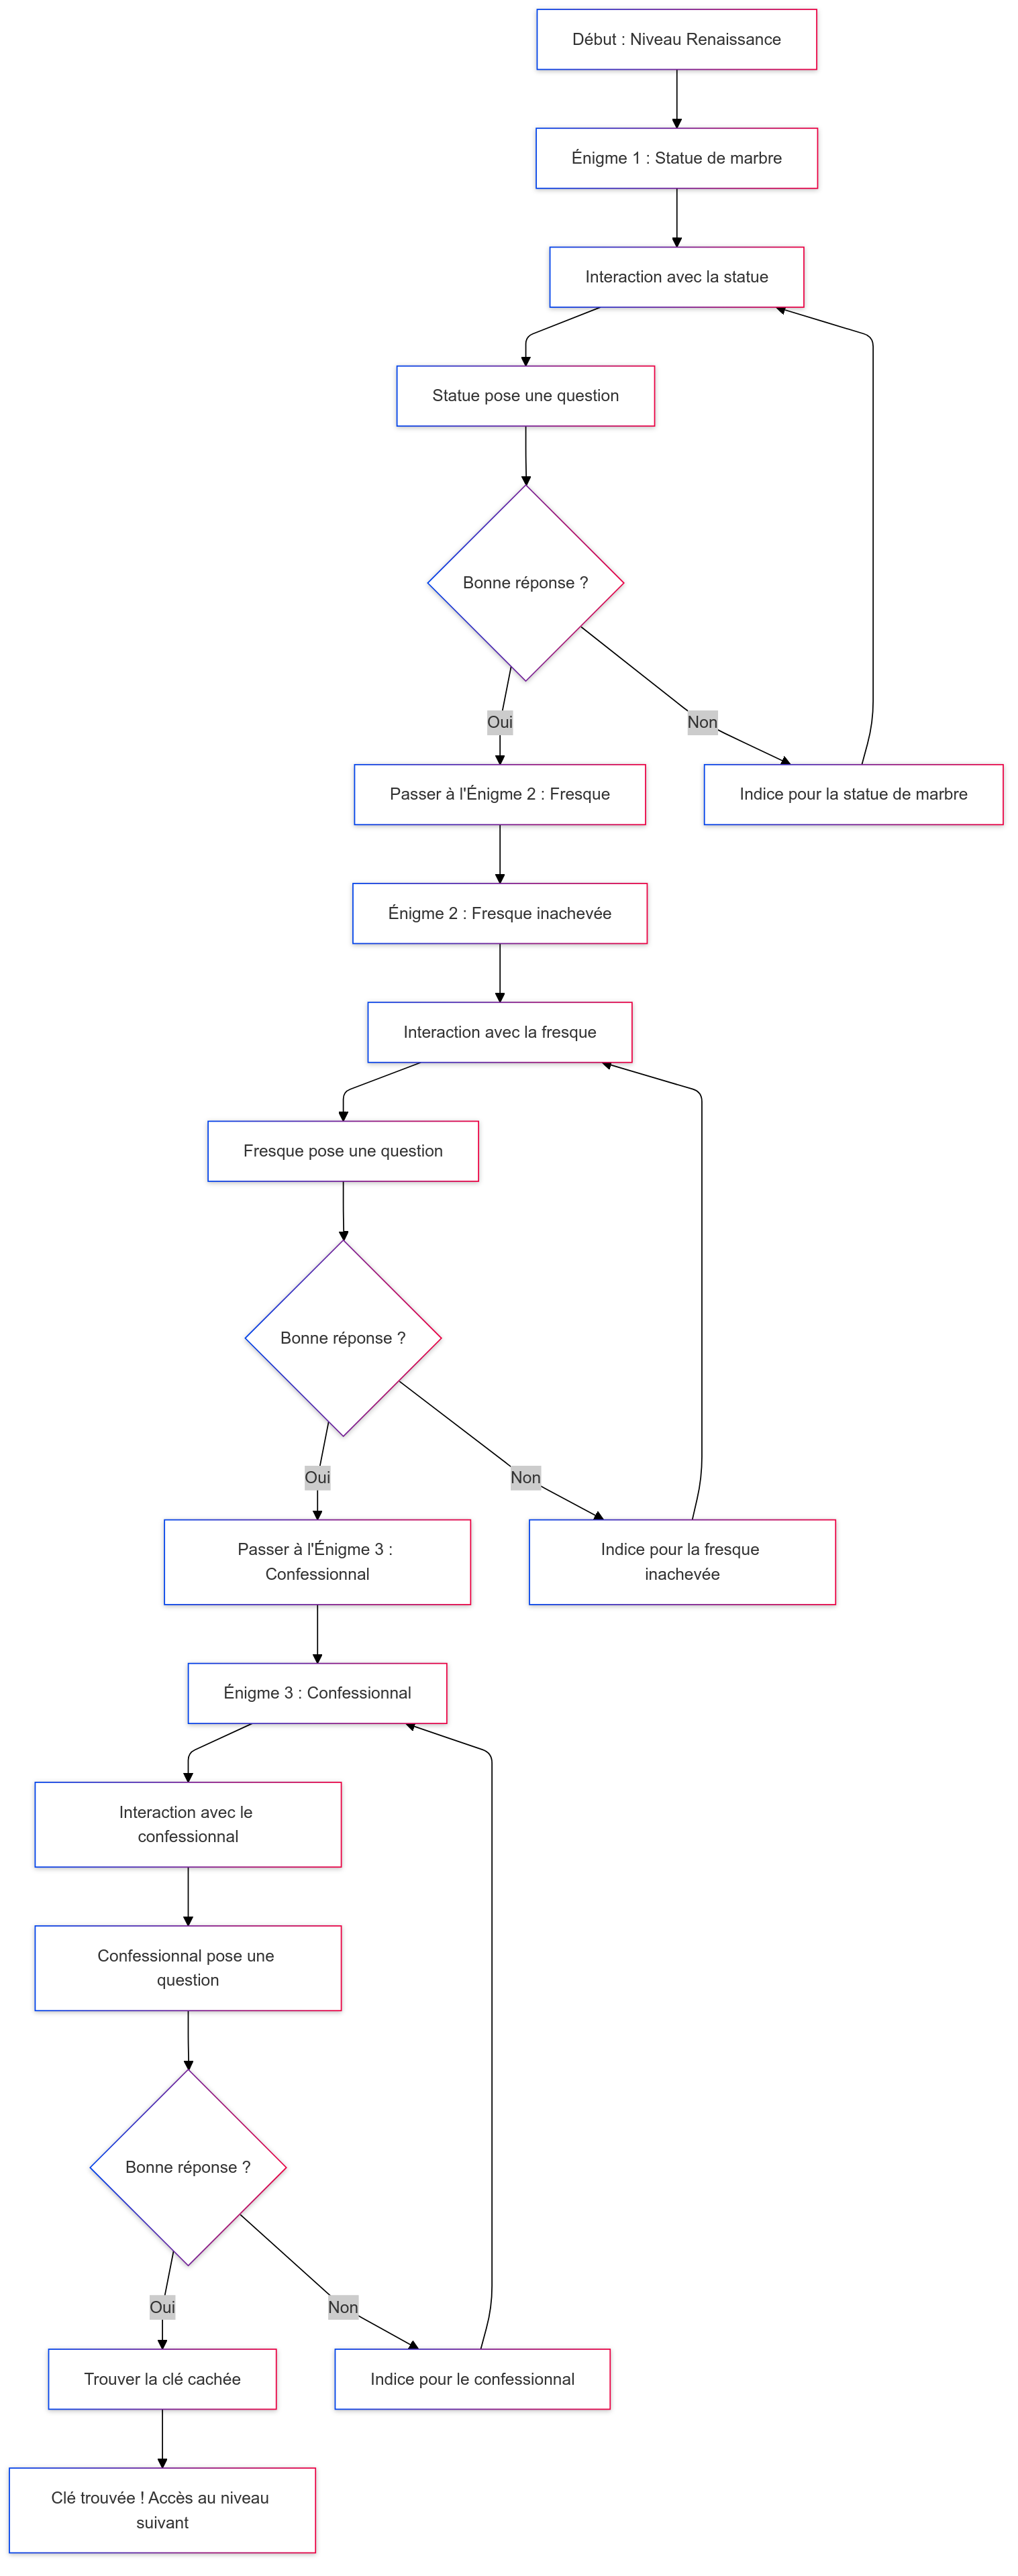 Début : Niveau Renaissance
Énigme 1 : Statue de marbre
Interaction avec la statue
Statue pose une question
Bonne réponse ?
Oui
Non
Passer à l'Énigme 2 : Fresque
Indice pour la statue de marbre
Énigme 2 : Fresque inachevée
Interaction avec la fresque
Fresque pose une question
Bonne réponse ?
Oui
Non
Passer à l'Énigme 3 :
Confessionnal
Indice pour la fresque
inachevée
Énigme 3 : Confessionnal
Interaction avec le
confessionnal
Confessionnal pose une
question
Bonne réponse ?
Oui
Non
Trouver la clé cachée
Indice pour le confessionnal
Clé trouvée ! Accès au niveau
suivant